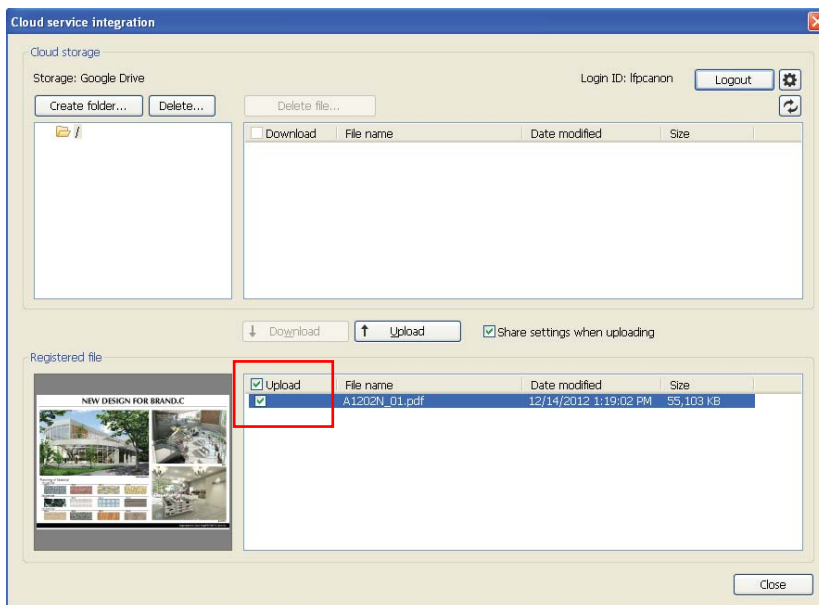 Cloud service integration
Cloud storage
Storage: Google Drive
Login ID: lfpcanon
Logout
Create folder...
Delete...
Delete file...
/
Download File name Date modified Size
Download
Upload
Share settings when uploading
Registered file
NEW DESIGN FOR BRAND.C
Upload File name Date modified Size
A1202N_01.pdf 12/14/2012 1:19:02 PM 55,103 KB
Close